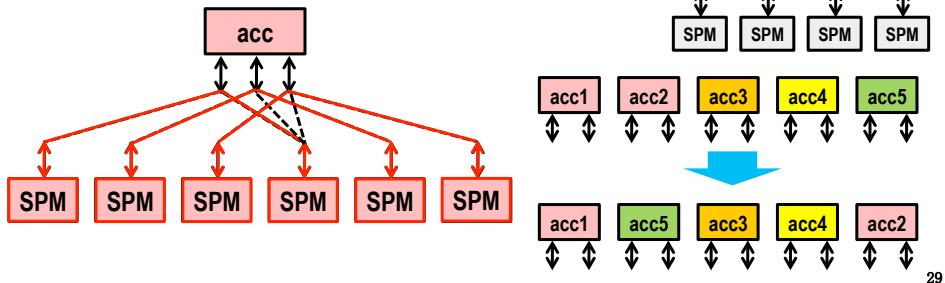 acc
SPM SPM SPM SPM SPM SPM
SPM SPM SPM SPM
acc1 acc2 acc3 acc4 acc5
acc1 acc5 acc3 acc4 acc2
29